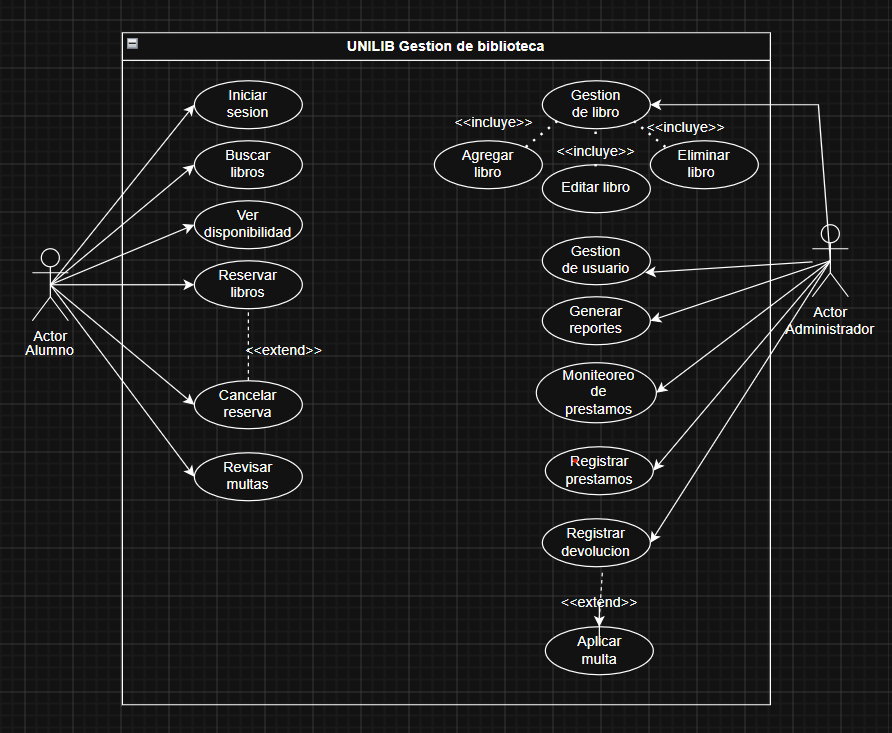 UNILIB Gestion de biblioteca
Iniciar
sesion
Buscar
libros
Ver
disponibilidad
Reservar
libros
<<extend>>
Cancelar
reserva
Revisar
multas
Actor
Alumno
Gestion
de libro
<<incluye>>
<<incluye>>
<<incluye>>
Agregar
libro
Editar libro
Eliminar
libro
Gestion
de usuario
Generar
reportes
Moniteoreo
de
prestamos
Registrar
prestamos
Registrar
devolucion
<<extend>>
Aplicar
multa
Actor
Administrador